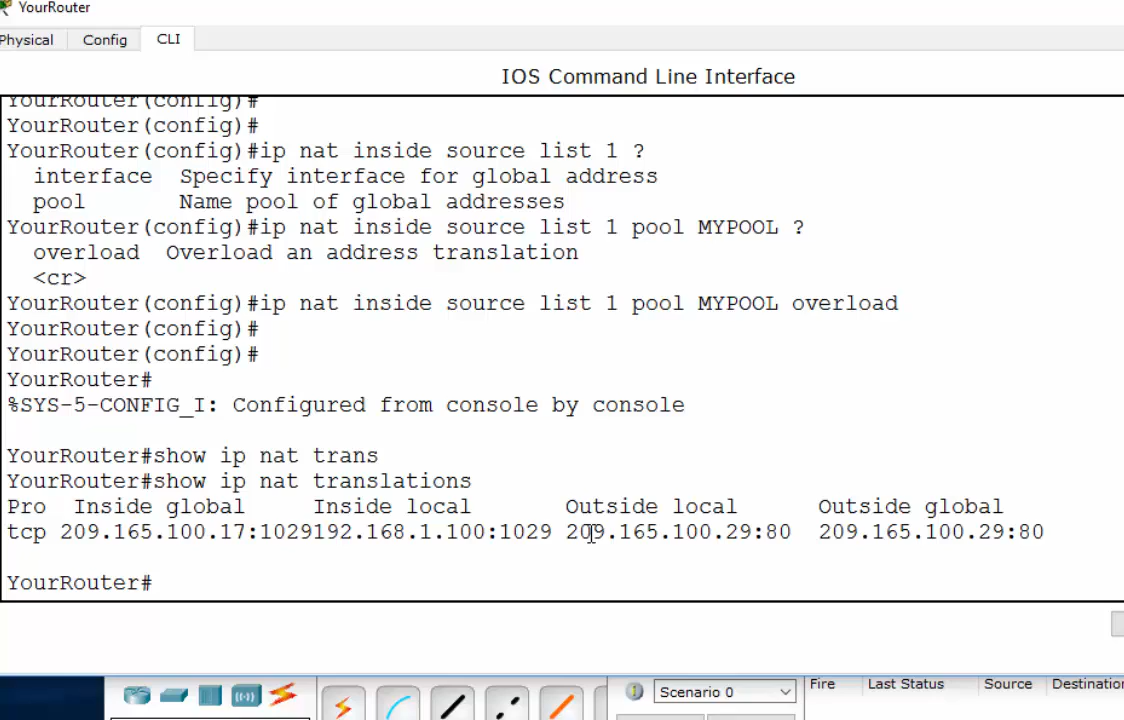 YourRouter
Physical Config CLI
IOS Command Line Interface
YourRouter(config)#
YourRouter(config)#
YourRouter(config)#ip nat inside source list 1 ?
interface Specify interface for global address
pool Name pool of global addresses
YourRouter(config)#ip nat inside source list 1 pool MYPOOL ?
overload Overload an address translation
<cr>
YourRouter(config)#ip nat inside source list 1 pool MYPOOL overload
YourRouter(config)#
YourRouter(config)#
YourRouter#
%SYS-5-CONFIG_I: Configured from console by console
YourRouter#show ip nat trans
YourRouter#show ip nat translations
Pro Inside global Inside local Outside local Outside global
tcp 209.165.100.17:1029192.168.1.100:1029 209.165.100.29:80 209.165.100.29:80
YourRouter#
Scenario 0 Fire Last Status Source Destination